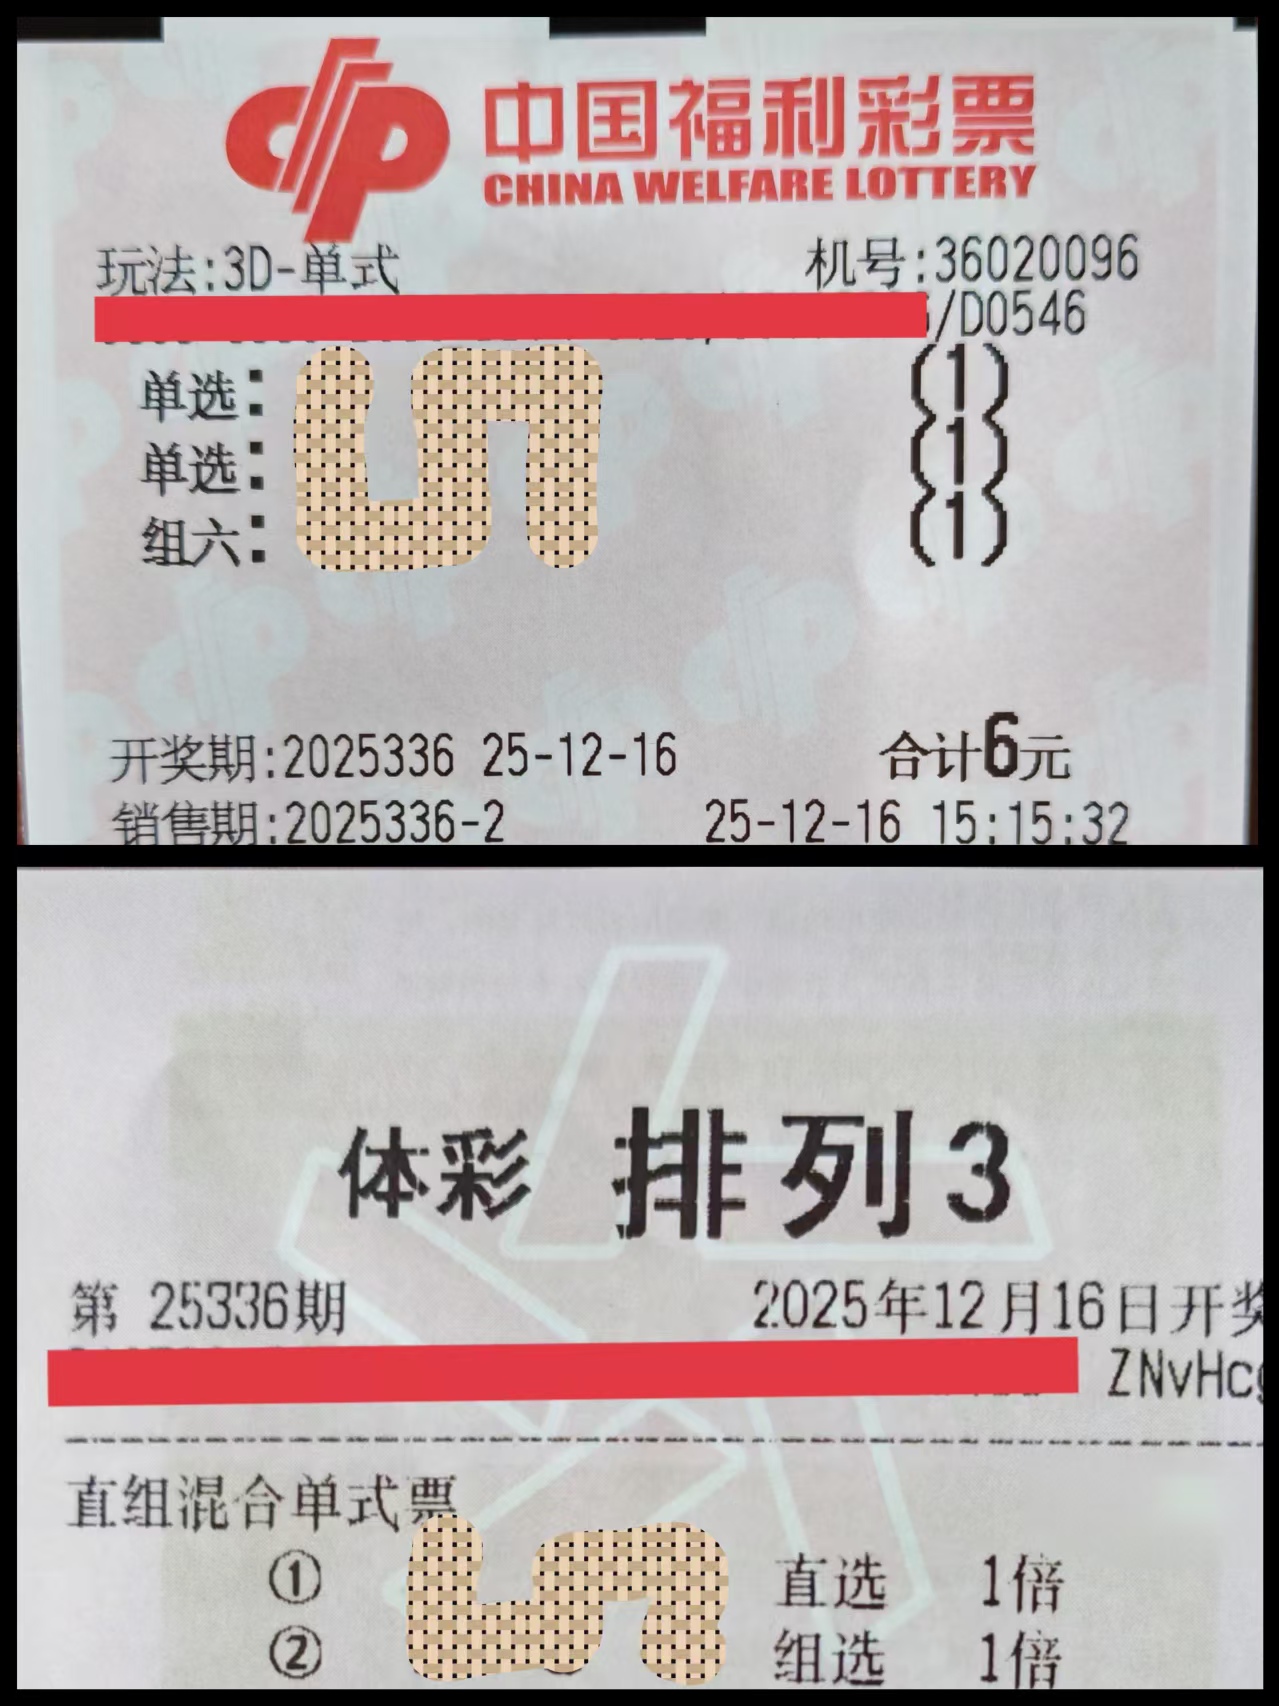 中国福利彩票
CHINA WELFARE LOTTERY
玩法:3D-单式 机号:36020096
/D0546
单选: (1)
单选: (1)
组六: (1)
开奖期:2025336 25-12-16 合计6元
销售期:2025336-2 25-12-16 15:15:32
体彩 排列3
第 25336期 2025年12月16日开奖
ZNvHc
直组混合单式票
① 直选 1倍
② 组选 1倍